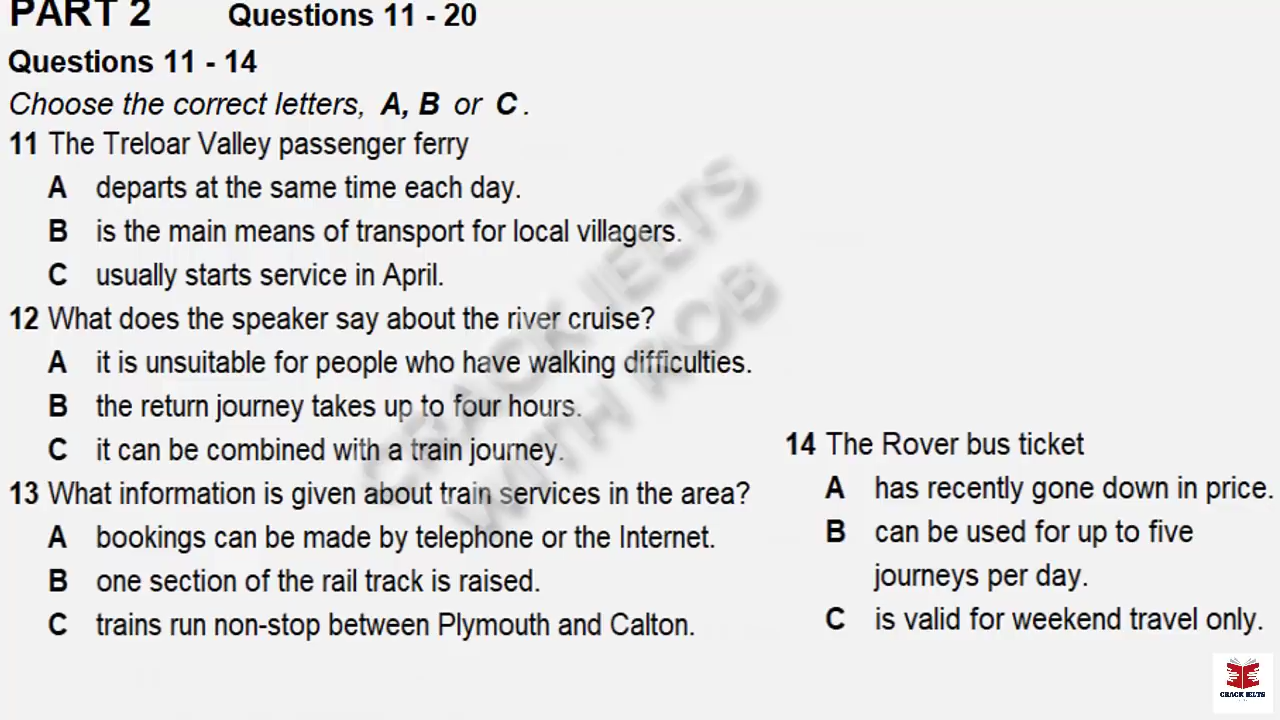 PART 2 Questions 11 - 20
Questions 11 - 14
Choose the correct letters, A, B or C.
11 The Treloar Valley passenger ferry
A departs at the same time each day.
B is the main means of transport for local villagers.
C usually starts service in April.
12 What does the speaker say about the river cruise?
A it is unsuitable for people who have walking difficulties.
B the return journey takes up to four hours.
C it can be combined with a train journey.
13 What information is given about train services in the area?
A bookings can be made by telephone or the Internet.
B one section of the rail track is raised.
C trains run non-stop between Plymouth and Calton.
14 The Rover bus ticket
A has recently gone down in price.
B can be used for up to five
journeys per day.
C is valid for weekend travel only.
CRACK IELTS
WITH ROB
CRACK IELTS